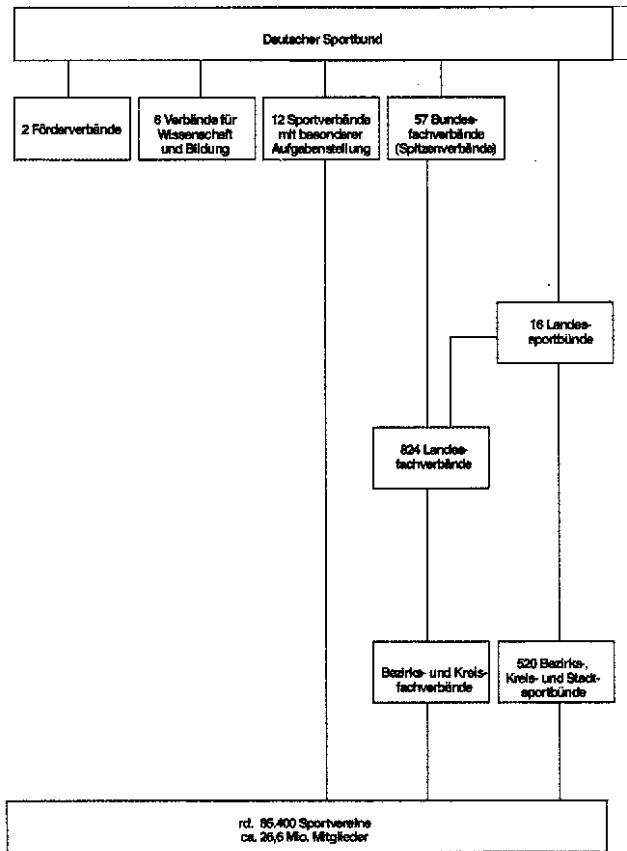 Deutscher Sportbund
2 Förderverbände
6 Verbände für
Wissenschaft
und Bildung
12 Sportverbände
mit besonderer
Aufgabenstellung
57 Bundes-
fachverbände
(Spitzenverbände)
16 Landes-
sportbünde
824 Landes-
fachverbände
Bezirks- und Kreis-
fachverbände
520 Bezirks-,
Kreis- und Stadt-
sportbünde
rd. 85.400 Sportvereine
ca. 26,6 Mio. Mitglieder